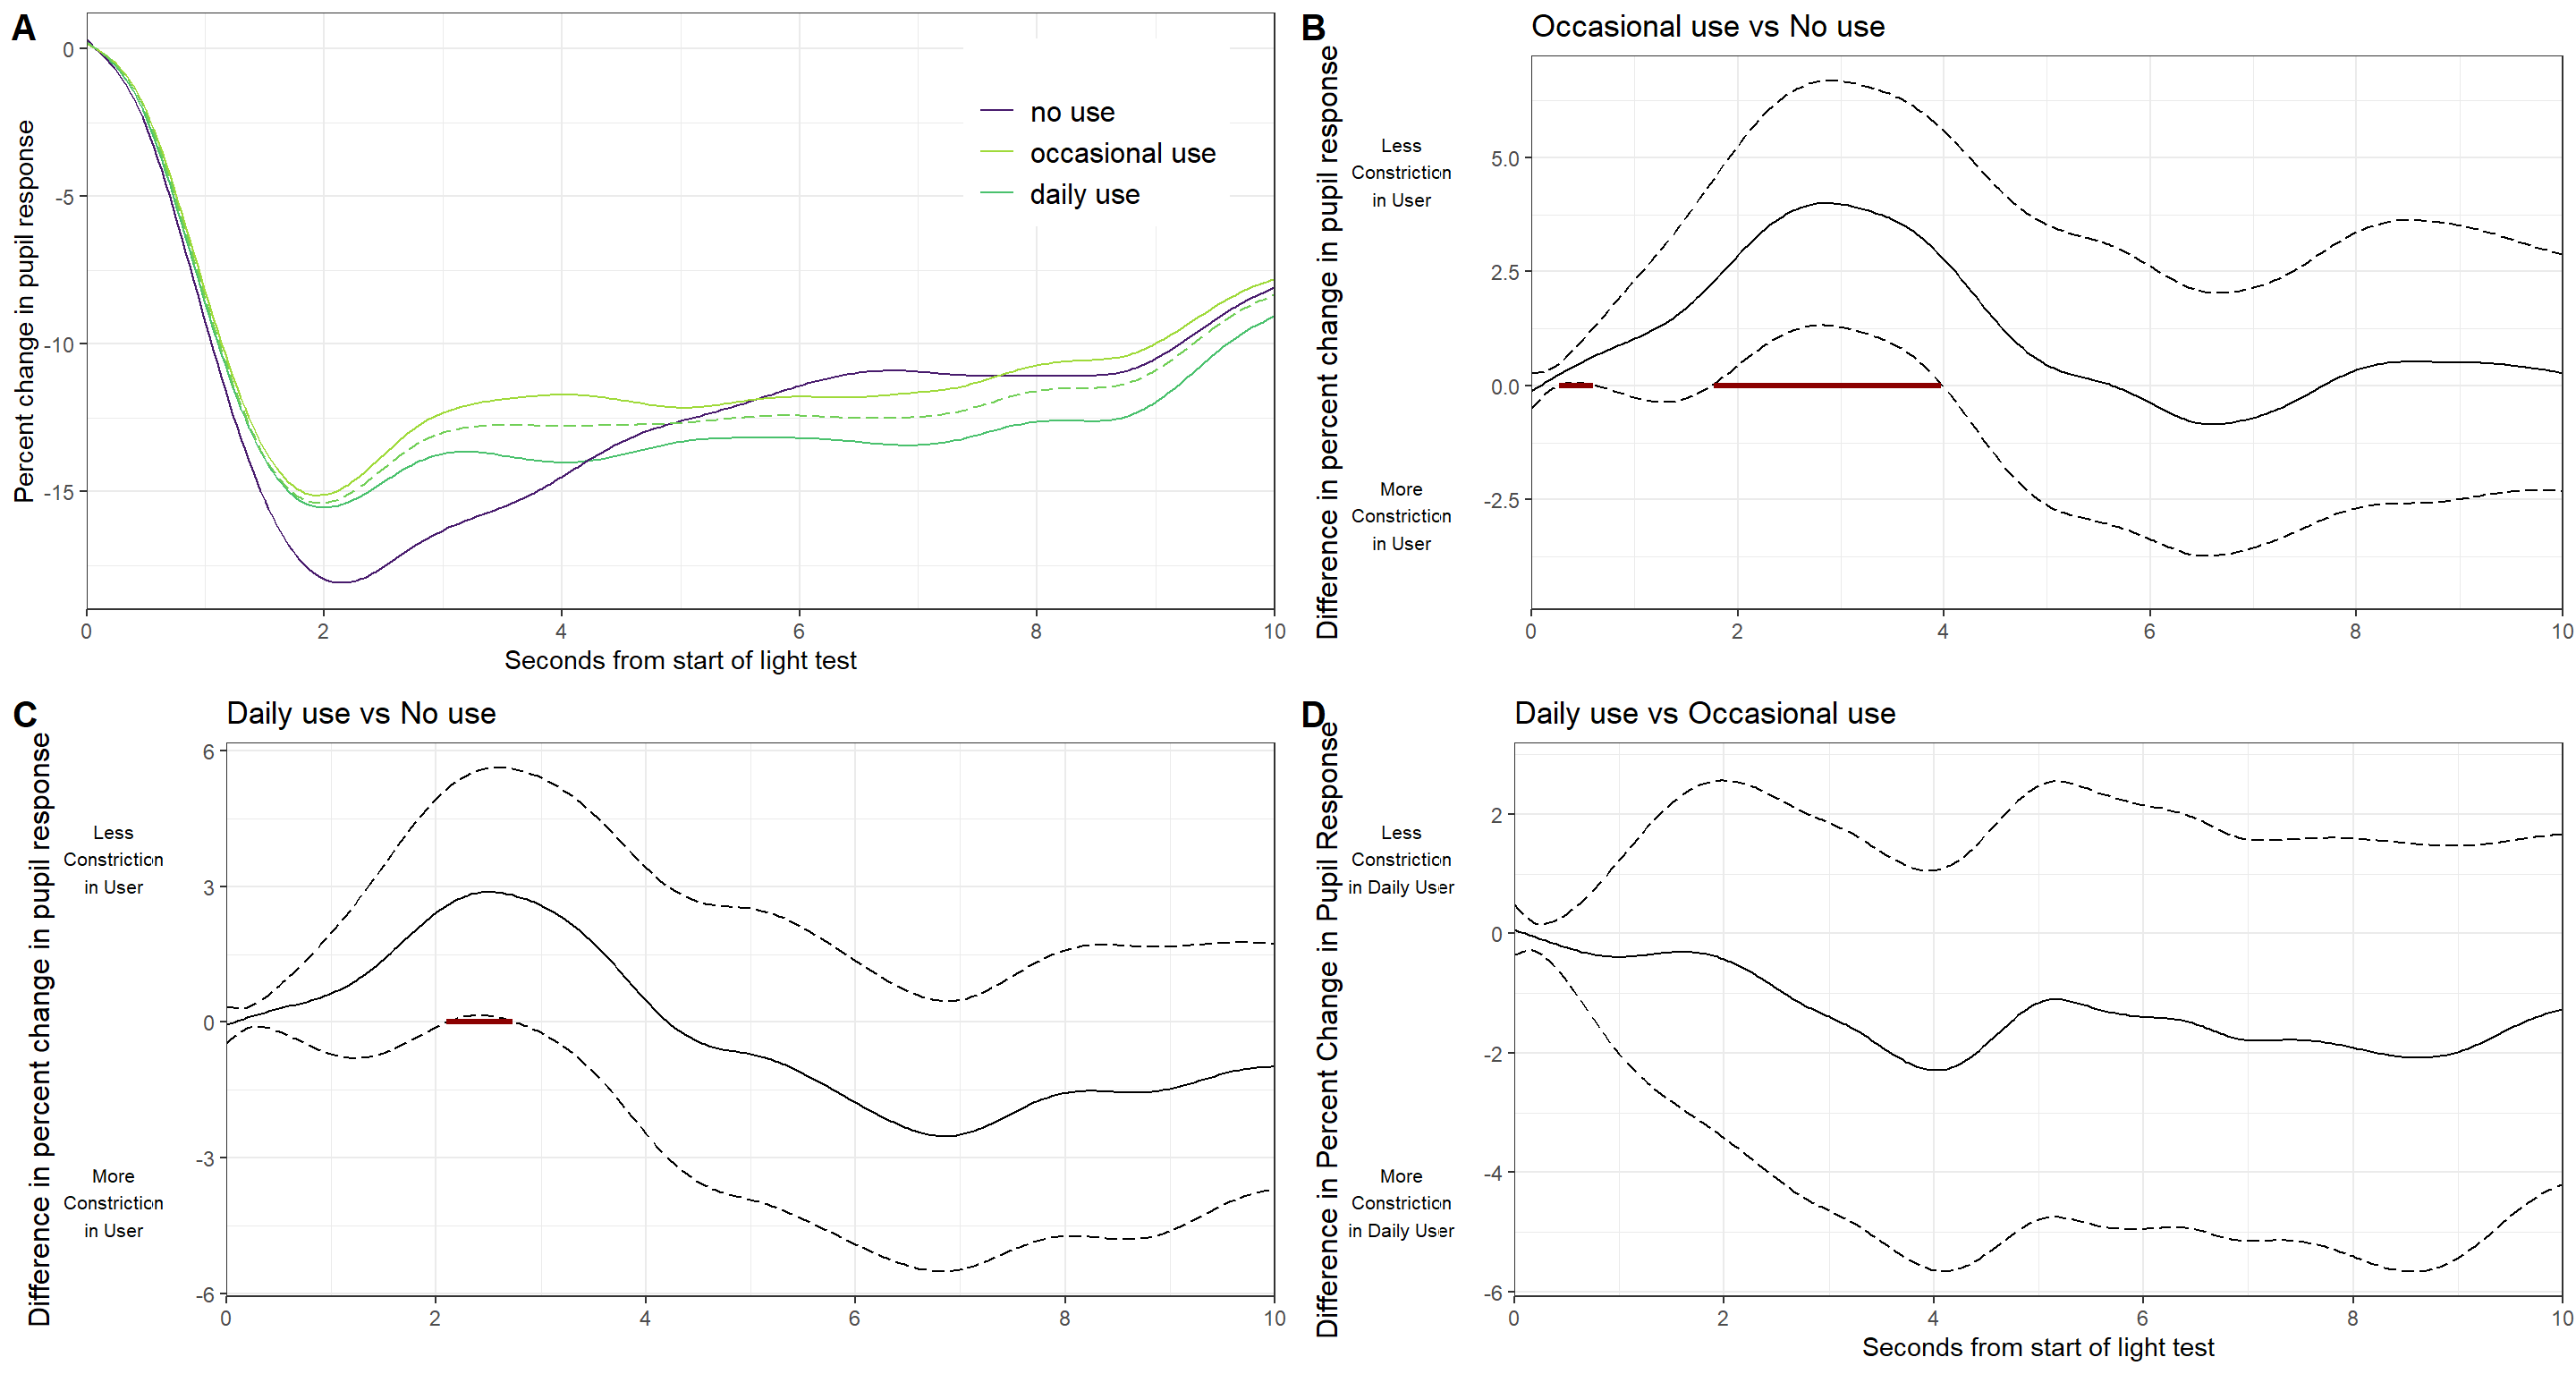 A
Percent change in pupil response
0
-5
-10
-15
no use
occasional use
daily use
0 2 4 6 8 10
Seconds from start of light test
B
Occasional use vs No use
Difference in percent change in pupil response
Less
Constriction
in User
More
Constriction
in User
5.0
2.5
0.0
-2.5
0 2 4 6 8 10
C
Daily use vs No use
Difference in percent change in pupil response
Less
Constriction
in User
More
Constriction
in User
6
3
0
-3
-6
0 2 4 6 8 10
D
Daily use vs Occasional use
Difference in Percent Change in Pupil Response
Less
Constriction
in Daily User
More
Constriction
in Daily User
2
0
-2
-4
-6
0 2 4 6 8 10
Seconds from start of light test